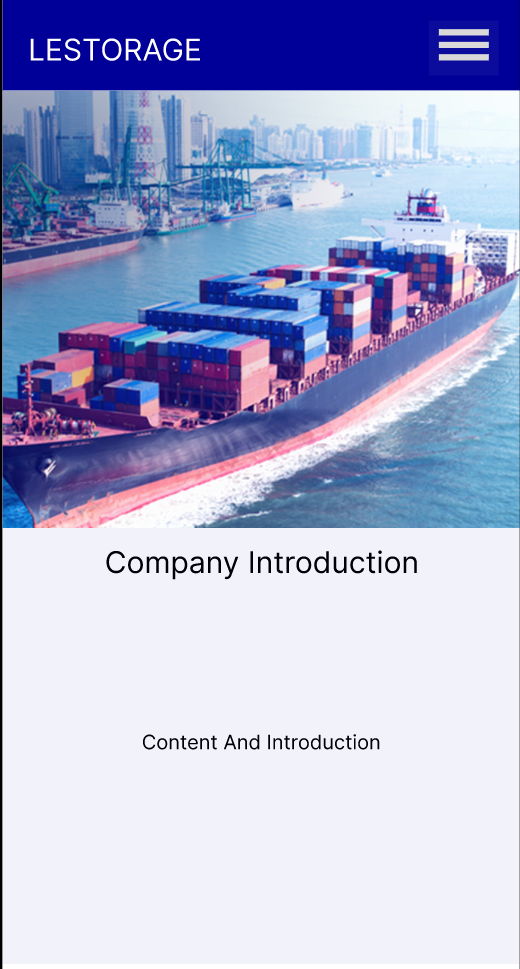 LESTORAGE
Company Introduction
Content And Introduction